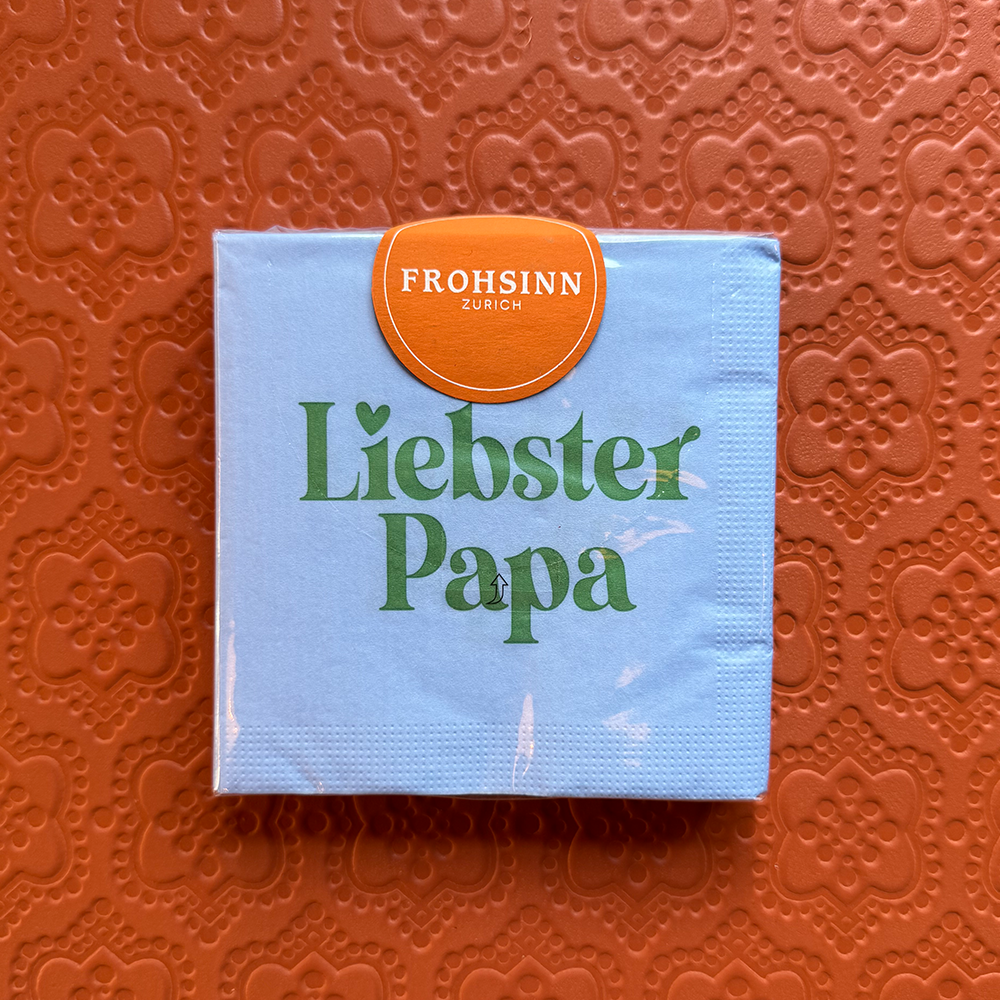 FROHSINN
ZURICH
Liebster
Papa